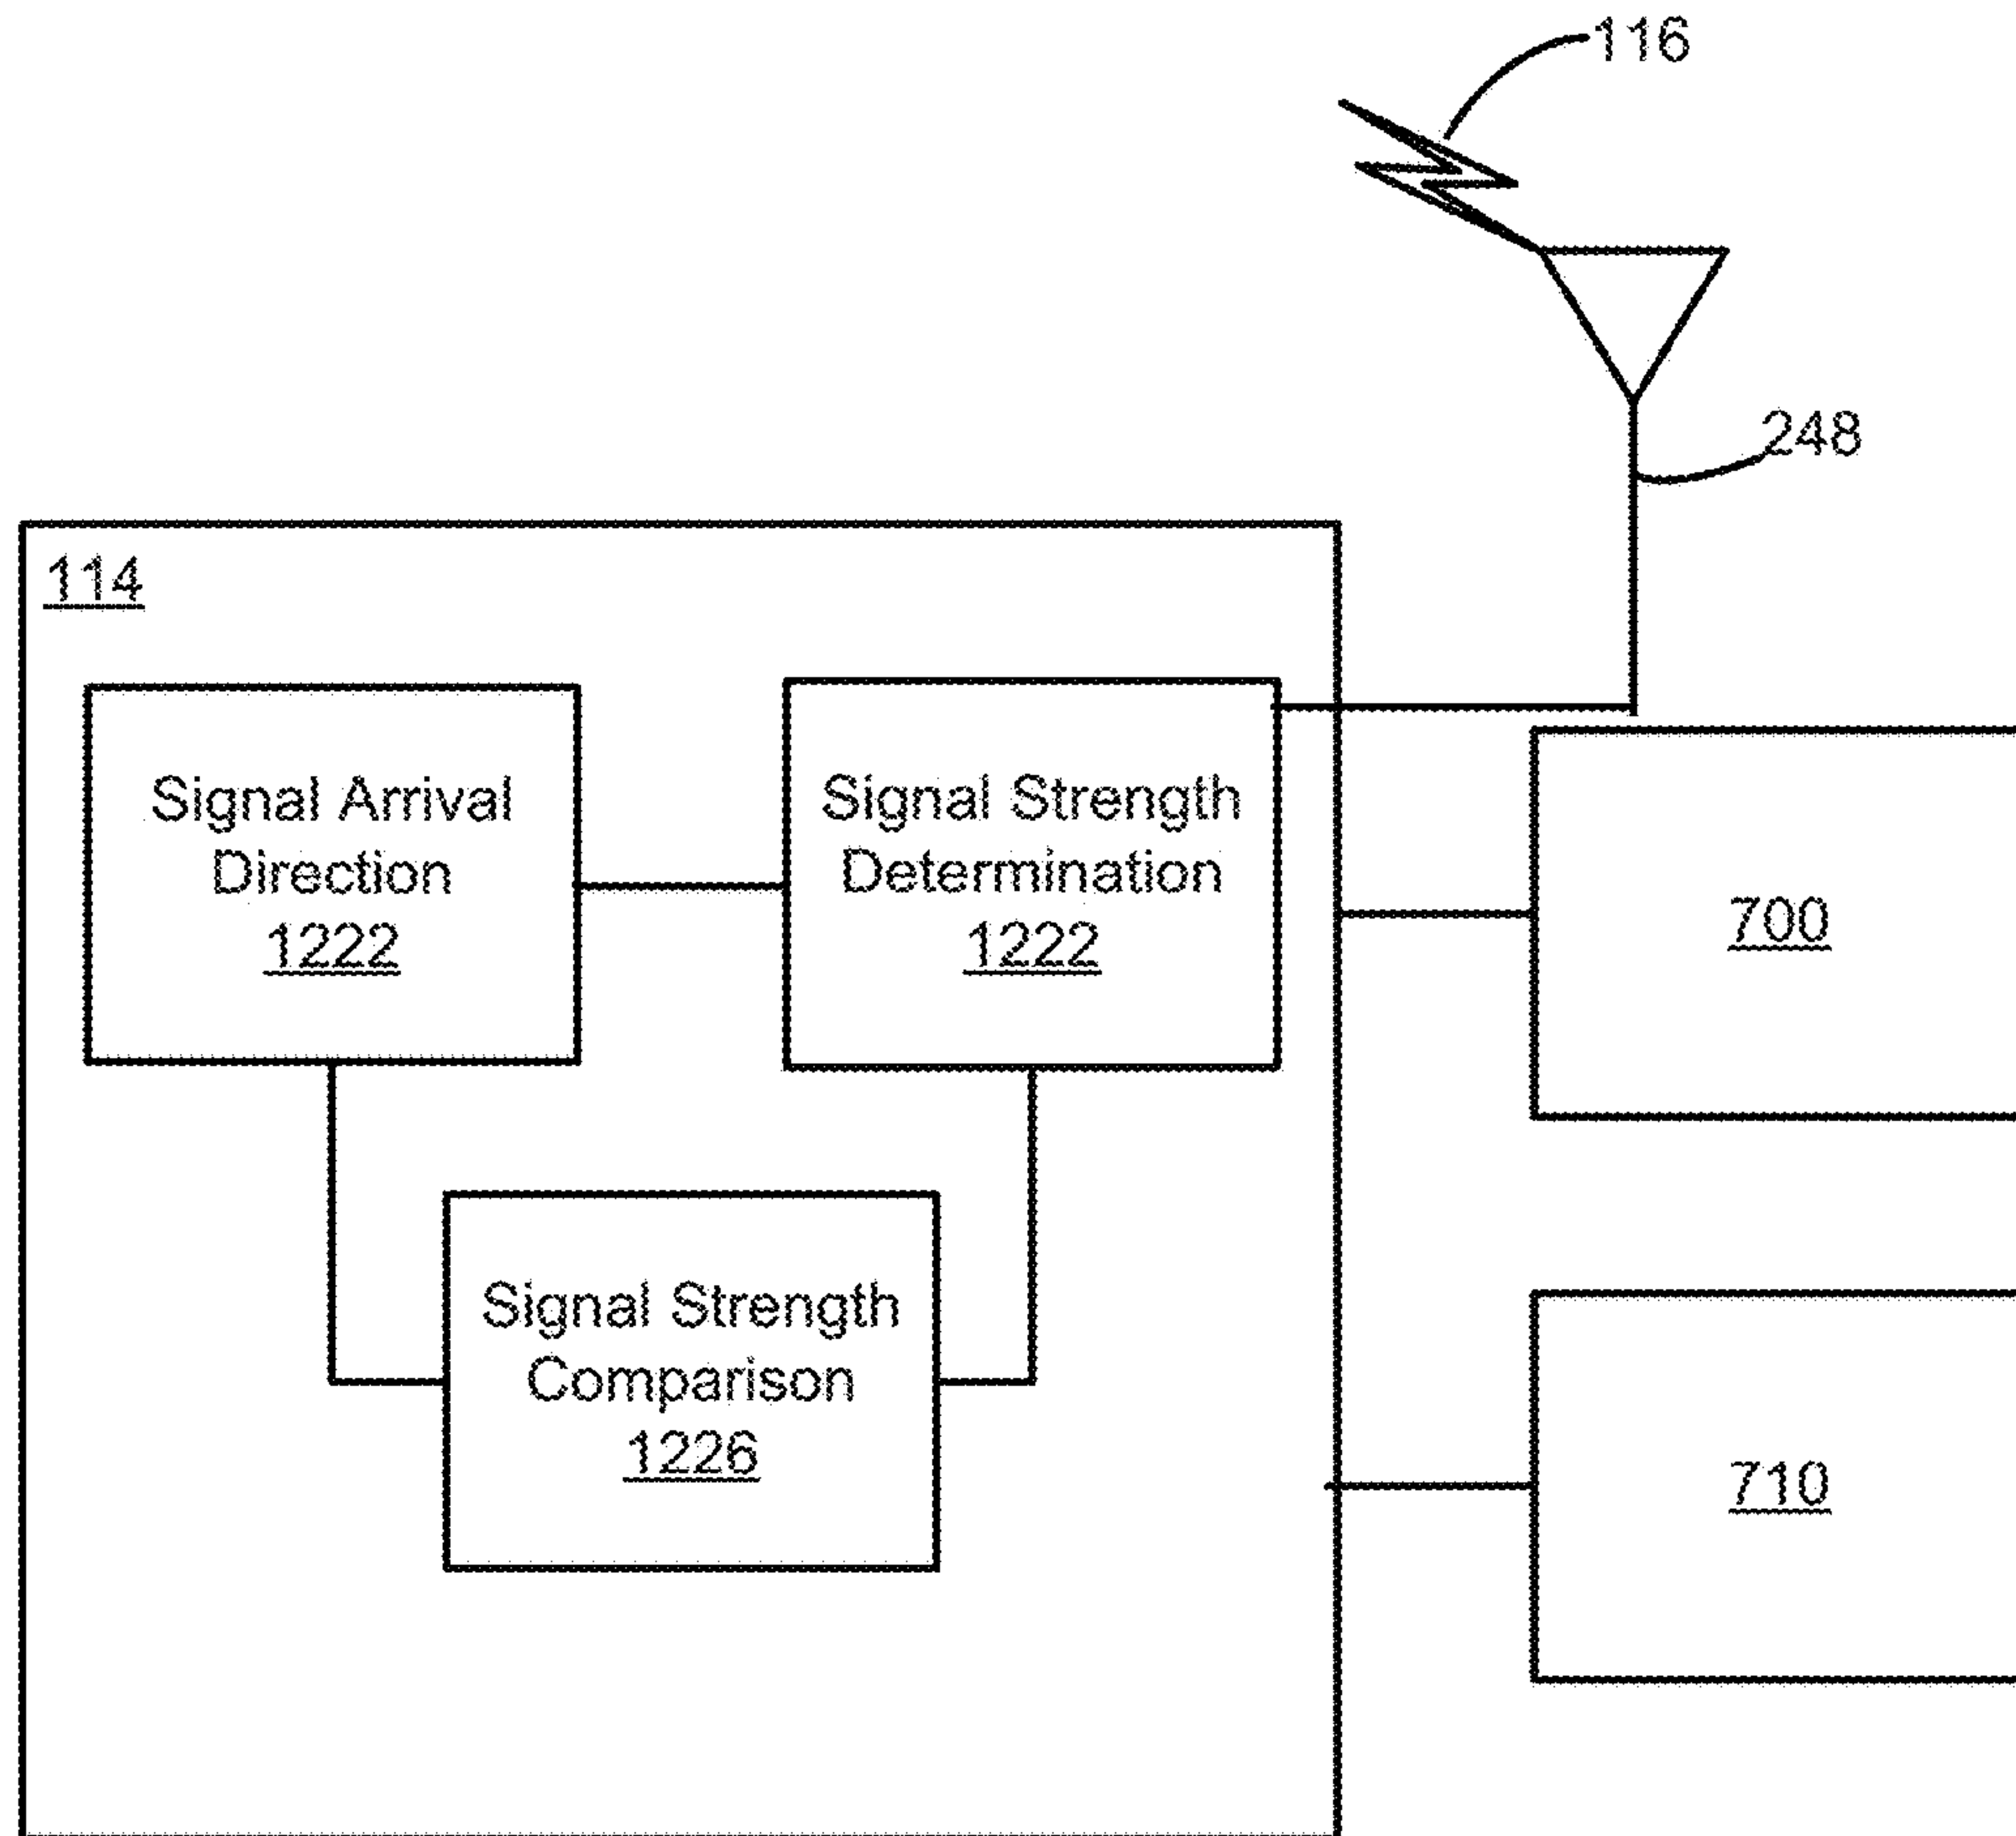 116
248
114
Signal Arrival
Direction
1222
Signal Strength
Determination
1222
700
Signal Strength
Comparison
1226
710